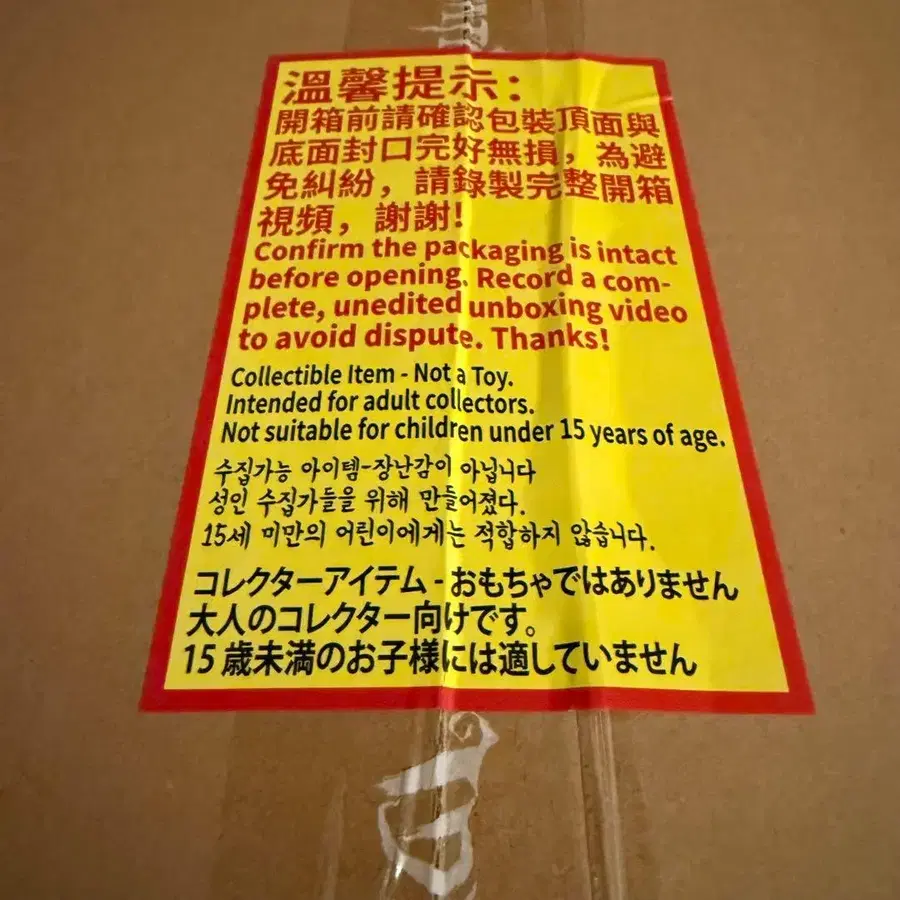 溫馨提示:
開箱前請確認包裝頂面與
底面封口完好無損，為避
免糾紛，請錄製完整開箱
視頻，謝謝!
Confirm the packaging is intact
before opening. Record a com-
plete, unedited unboxing video
to avoid dispute. Thanks!
Collectible Item - Not a Toy.
Intended for adult collectors.
Not suitable for children under 15 years of age.
수집가능 아이템-장난감이 아닙니다
성인 수집가들을 위해 만들어졌다.
15세 미만의 어린이에게는 적합하지 않습니다.
コレクターアイテム - おもちゃではありません
大人のコレクター向けです。
15 歳未満のお子様には適していません